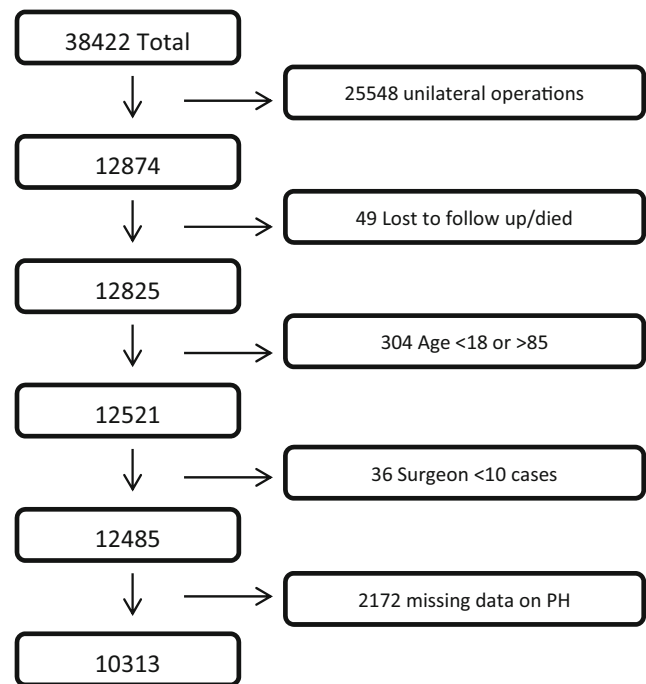 38422 Total
25548 unilateral operations
12874
49 Lost to follow up/died
12825
304 Age <18 or >85
12521
36 Surgeon <10 cases
12485
2172 missing data on PH
10313